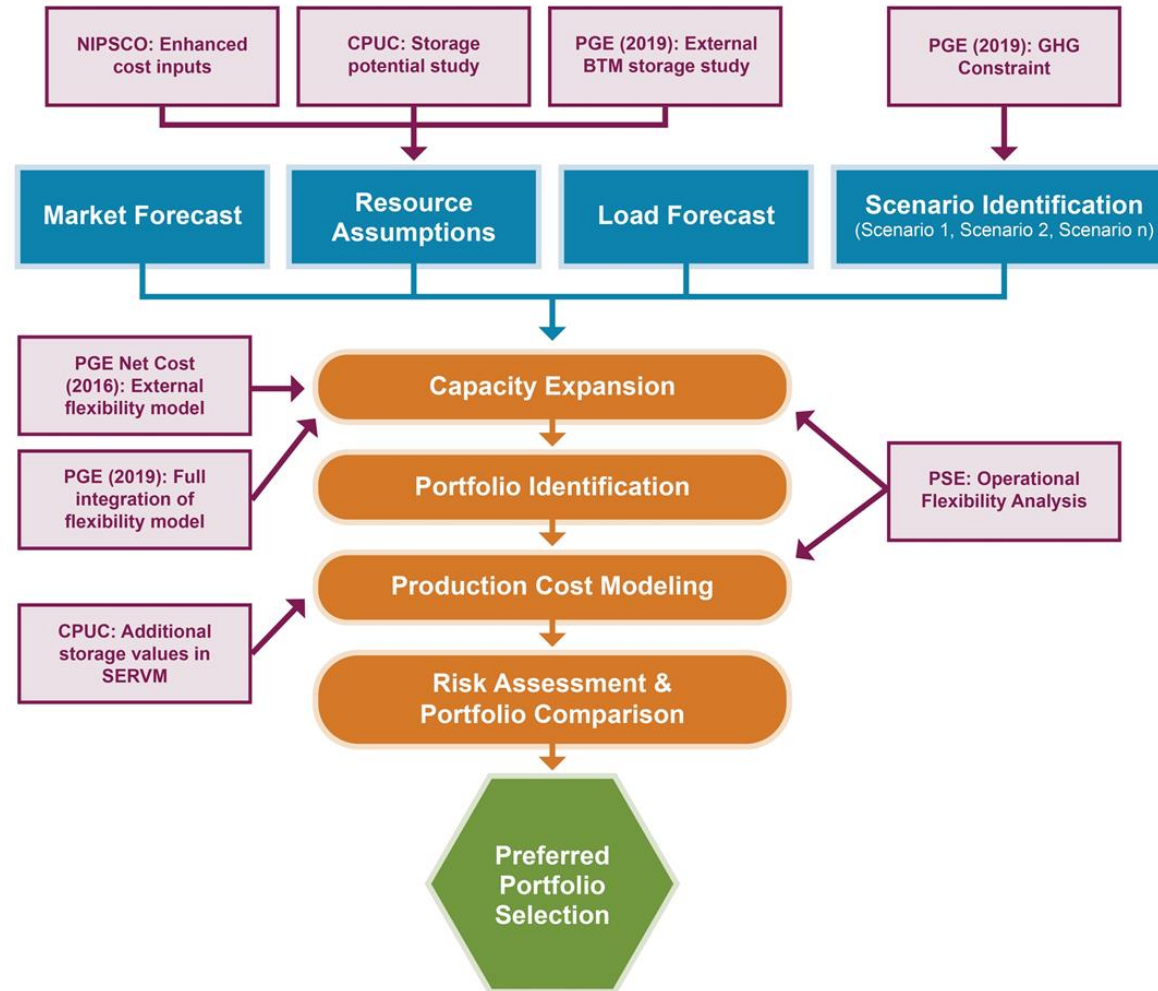 NIPSCO: Enhanced
cost inputs
CPUC: Storage
potential study
PGE (2019): External
BTM storage study
PGE (2019): GHG
Constraint
Market Forecast
Resource
Assumptions
Load Forecast
Scenario Identification
(Scenario 1, Scenario 2, Scenario n)
PGE Net Cost
(2016): External
flexibility model
Capacity Expansion
PGE (2019): Full
integration of
flexibility model
Portfolio Identification
PSE: Operational
Flexibility Analysis
Production Cost Modeling
CPUC: Additional
storage values in
SERVM
Risk Assessment &
Portfolio Comparison
Preferred
Portfolio
Selection